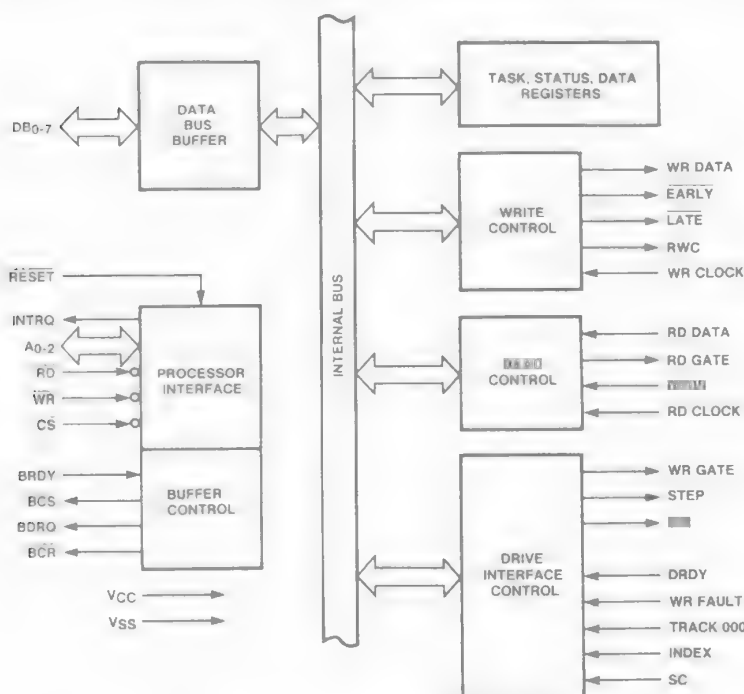 DB0-7
DATA
BUS
BUFFER
TASK, STATUS, DATA
REGISTERS
WRITE
CONTROL
WR DATA
EARLY
LATE
RWC
WR CLOCK
RESET
INTRQ
A0-2
RD
WR
CS
PROCESSOR
INTERFACE
BRDY
BCS
BDRQ
BCR
BUFFER
CONTROL
VCC
VSS
INTERNAL BUS
CONTROL
RD DATA
RD GATE
RD CLOCK
DRIVE
INTERFACE
CONTROL
WR GATE
STEP
DRDY
WR FAULT
TRACK 000
INDEX
SC